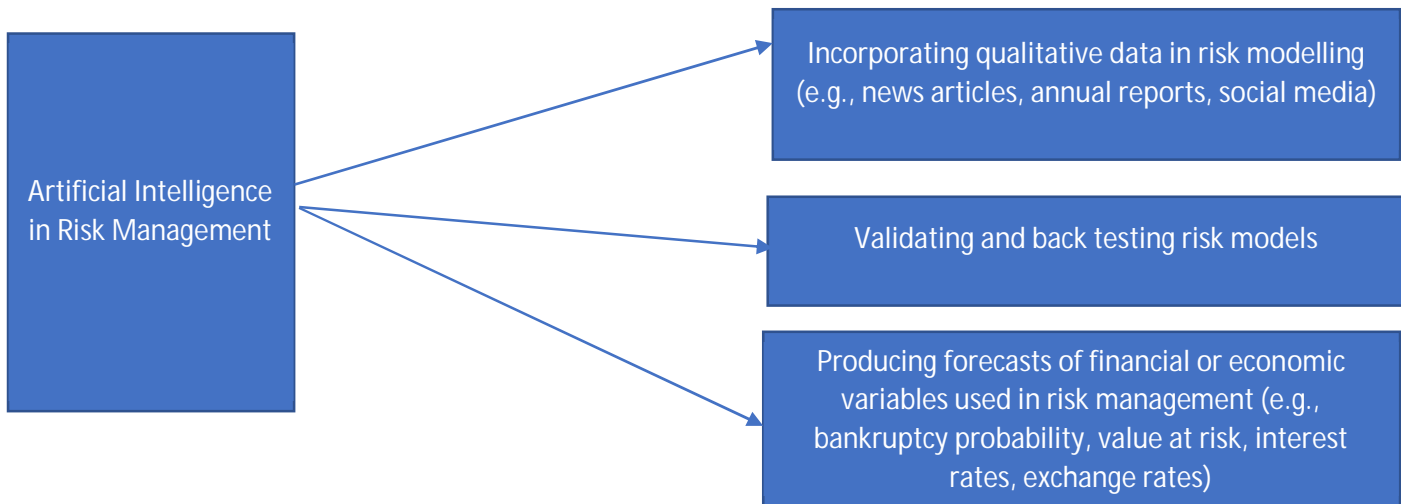 Artificial Intelligence
in Risk Management
Incorporating qualitative data in risk modelling
(e.g., news articles, annual reports, social media)
Validating and back testing risk models
Producing forecasts of financial or economic
variables used in risk management (e.g.,
bankruptcy probability, value at risk, interest
rates, exchange rates)